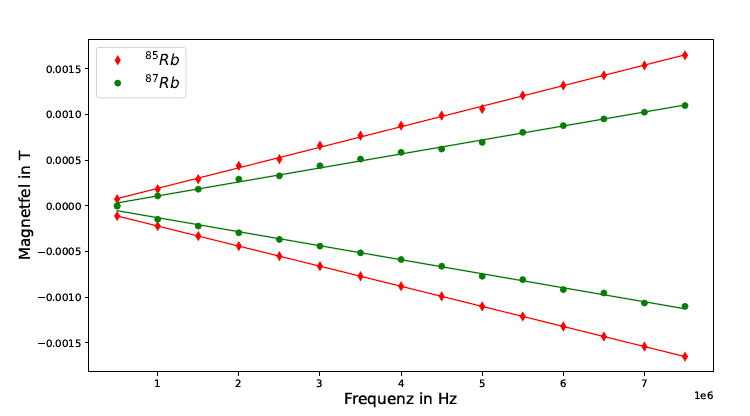 ⁸⁵Rb
⁸⁷Rb
0.0015
0.0010
0.0005
0.0000
−0.0005
−0.0010
−0.0015
Magnetfel in T
1 2 3 4 5 6 7
1e6
Frequenz in Hz